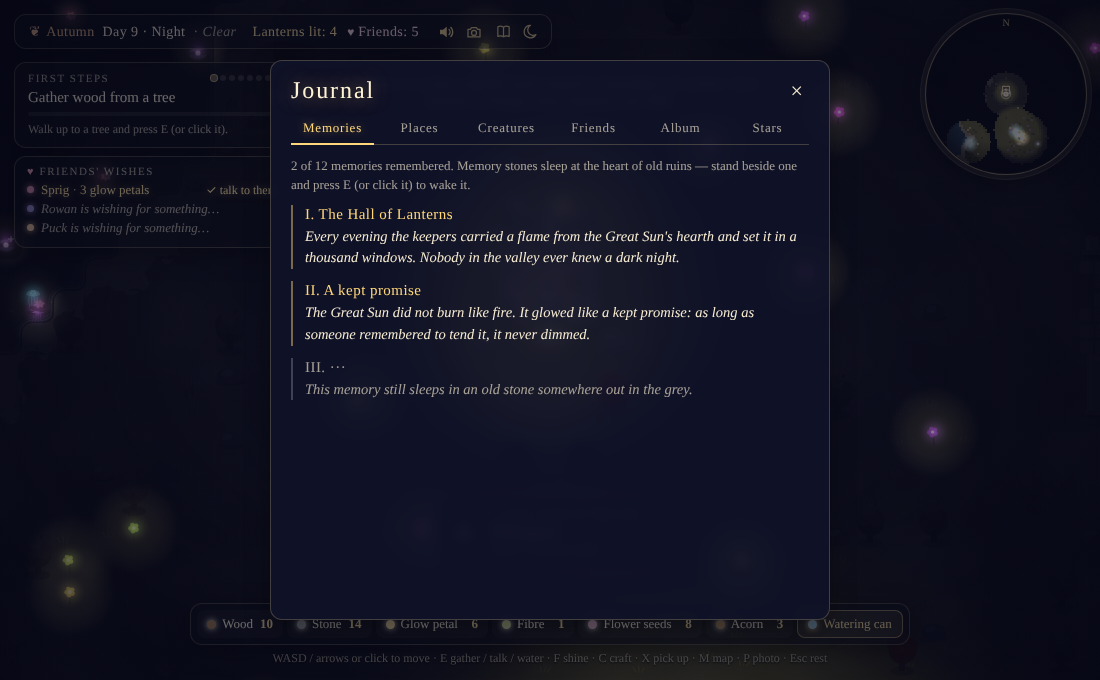 Autumn Day 9 · Night · Clear Lanterns lit: 4 ♥ Friends: 5
N
FIRST STEPS
Gather wood from a tree
Walk up to a tree and press E (or click it).
♥ FRIENDS' WISHES
Sprig · 3 glow petals ✓ talk to
Rowan is wishing for something…
Puck is wishing for something…
Journal
×
Memories Places Creatures Friends Album Stars
2 of 12 memories remembered. Memory stones sleep at the heart of old ruins — stand beside one
and press E (or click it) to wake it.
I. The Hall of Lanterns
Every evening the keepers carried a flame from the Great Sun's hearth and set it in a
thousand windows. Nobody in the valley ever knew a dark night.
II. A kept promise
The Great Sun did not burn like fire. It glowed like a kept promise: as long as
someone remembered to tend it, it never dimmed.
III. ···
This memory still sleeps in an old stone somewhere out in the grey.
Wood 10 Stone 14 Glow petal 6 Fibre 1 Flower seeds 8 Acorn 3 Watering can
WASD / arrows or click to move · E gather / talk / water · F shine · C craft · X pick up · M map · P photo · Esc rest